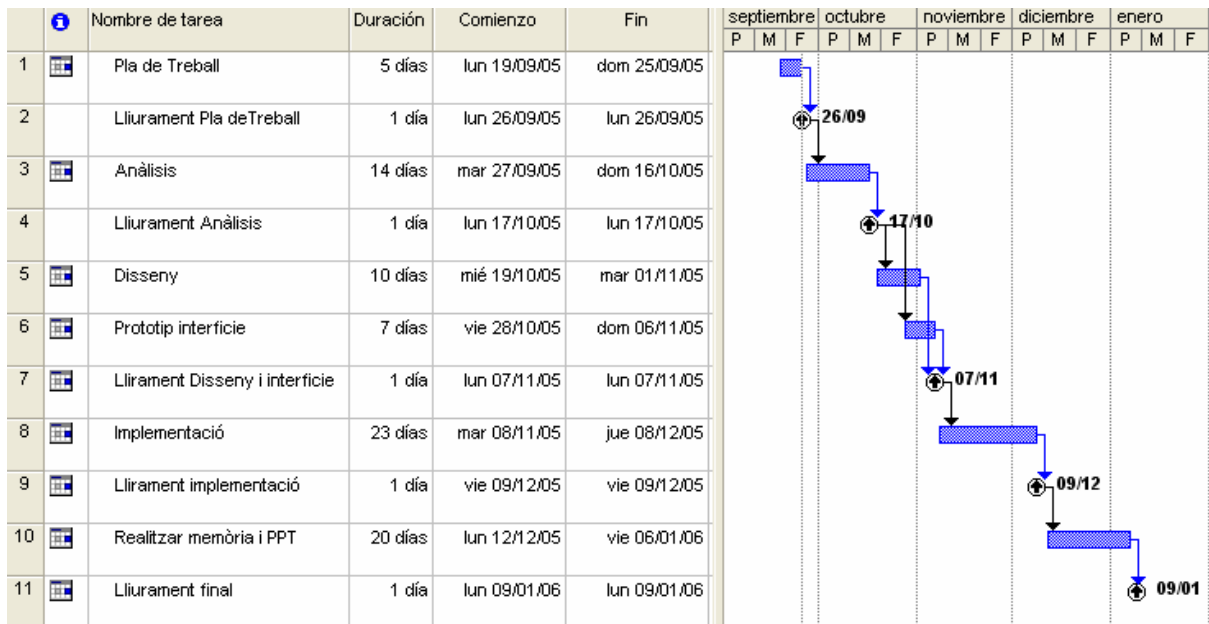 Nombre de tarea Duración Comienzo Fin septiembre octubre noviembre diciembre enero
P M F P M F P M F P M F P M F
1 Pla de Treball 5 días lun 19/09/05 dom 25/09/05
2 Lliurament Pla deTreball 1 día lun 26/09/05 lun 26/09/05 26/09
3 Anàlisis 14 días mar 27/09/05 dom 16/10/05
4 Lliurament Anàlisis 1 día lun 17/10/05 lun 17/10/05 17/10
5 Disseny 10 días mié 19/10/05 mar 01/11/05
6 Prototip interficie 7 días vie 28/10/05 dom 06/11/05
7 Llirament Disseny i interficie 1 día lun 07/11/05 lun 07/11/05 07/11
8 Implementació 23 días mar 08/11/05 jue 08/12/05
9 Llirament implementació 1 día vie 09/12/05 vie 09/12/05 09/12
10 Realitzar memòria i PPT 20 días lun 12/12/05 vie 06/01/06
11 Lliurament final 1 día lun 09/01/06 lun 09/01/06 09/01